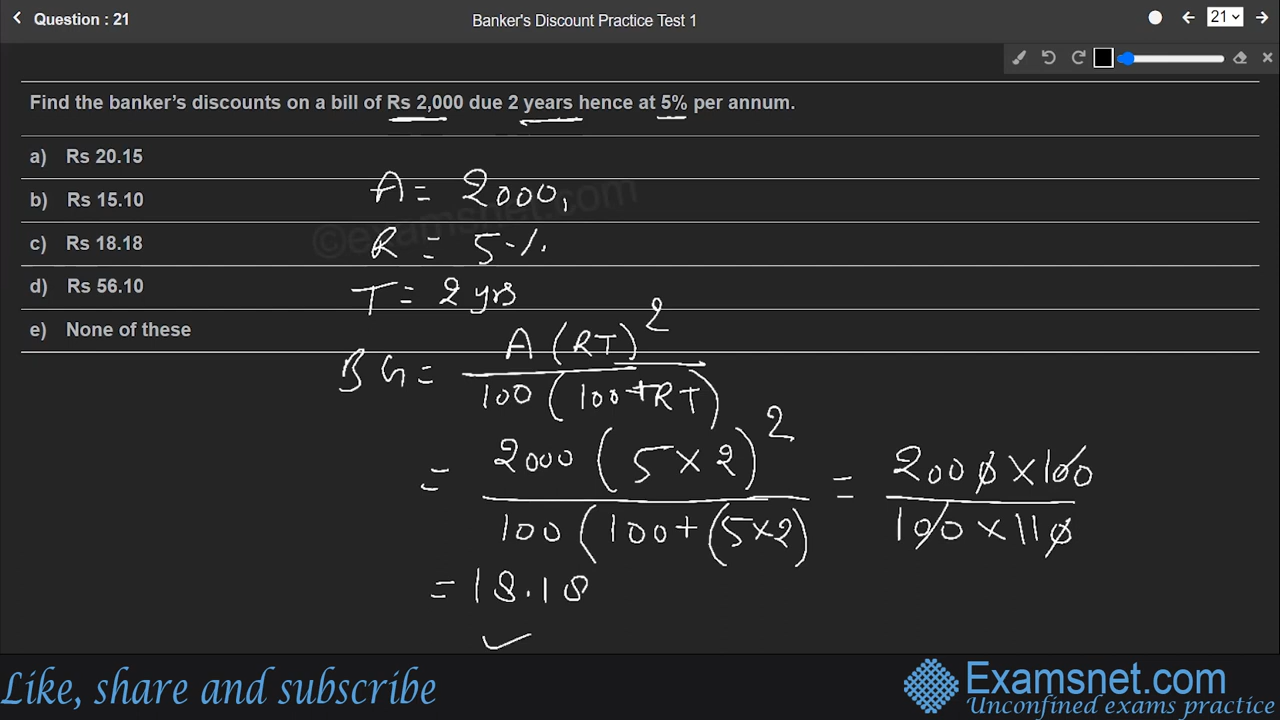 Question : 21
Banker's Discount Practice Test 1
21
Find the banker's discounts on a bill of Rs 2,000 due 2 years hence at 5% per annum.
a) Rs 20.15
b) Rs 15.10
c) Rs 18.18
d) Rs 56.10
e) None of these
©examsnet.com
A = 2000,
R = 5%
T = 2 yrs
BG = A (RT)² / 100 (100+RT)
= 2000 (5×2)² / 100 (100+(5×2) = 2000 × 100 / 100 × 110
= 18.18
Like, share and subscribe
Examsnet.com
Unconfined exams practice